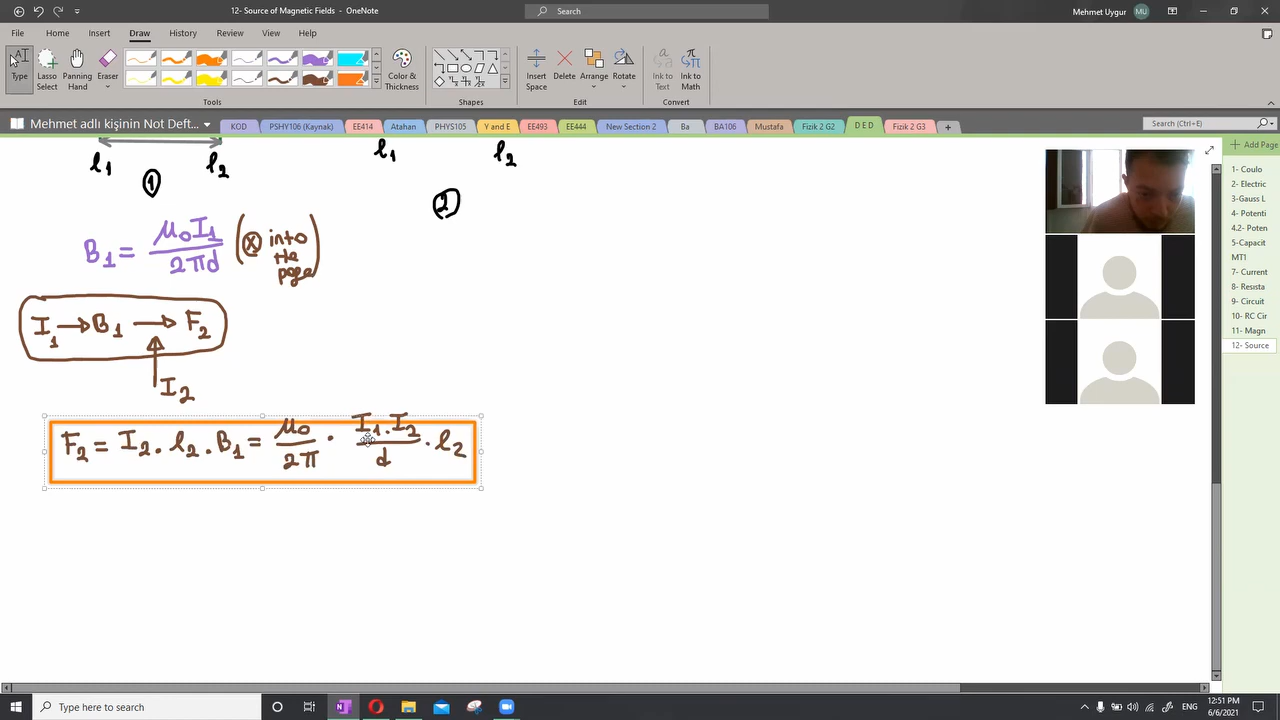 12- Source of Magnetic Fields - OneNote
Search
Mehmet Uygur MU
File Home Insert Draw History Review View Help
Type
Lasso Select
Panning Hand
Eraser
Color & Thickness
Insert Space
Delete
Arrange
Rotate
Ink to Text
Ink to Math
Tools
Shapes
Edit
Convert
Mehmet adlı kişinin Not Deft...
KOD PSHY106 (Kaynak) EE414 Atahan PHYS105 Y and E EE493 EE444 New Section 2 Ba BA106 Mustafa Fizik 2 G2 D E D Fizik 2 G3 +
Search (Ctrl+E)
Add Page
1- Coulo
2- Electric
3-Gauss L
4- Potenti
4.2- Poten
5-Capacit
MT1
7- Current
8- Resista
9- Circuit
10- RC Cir
11- Magn
12- Source
ℓ₁ ℓ₂ ℓ₁ ℓ₂
① ②
B₁ = μ₀I₁ / 2πd (⊗ into the page)
I₁ → B₁ → F₂
↑ I₂
F₂ = I₂ . ℓ₂ . B₁ = μ₀ / 2π . I₁ . I₂ / d . ℓ₂
Type here to search
ENG
12:51 PM
6/6/2021